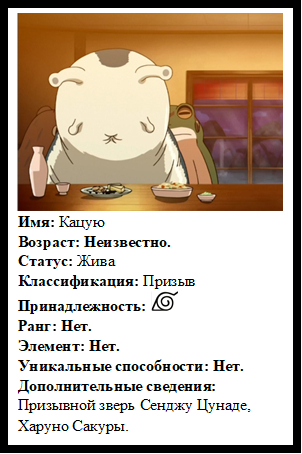 Имя: Кацую
Возраст: Неизвестно.
Статус: Жива
Классификация: Призыв
Принадлежность:
Ранг: Нет.
Элемент: Нет.
Уникальные способности: Нет.
Дополнительные сведения:
Призывной зверь Сенджу Цунаде,
Харуно Сакуры.